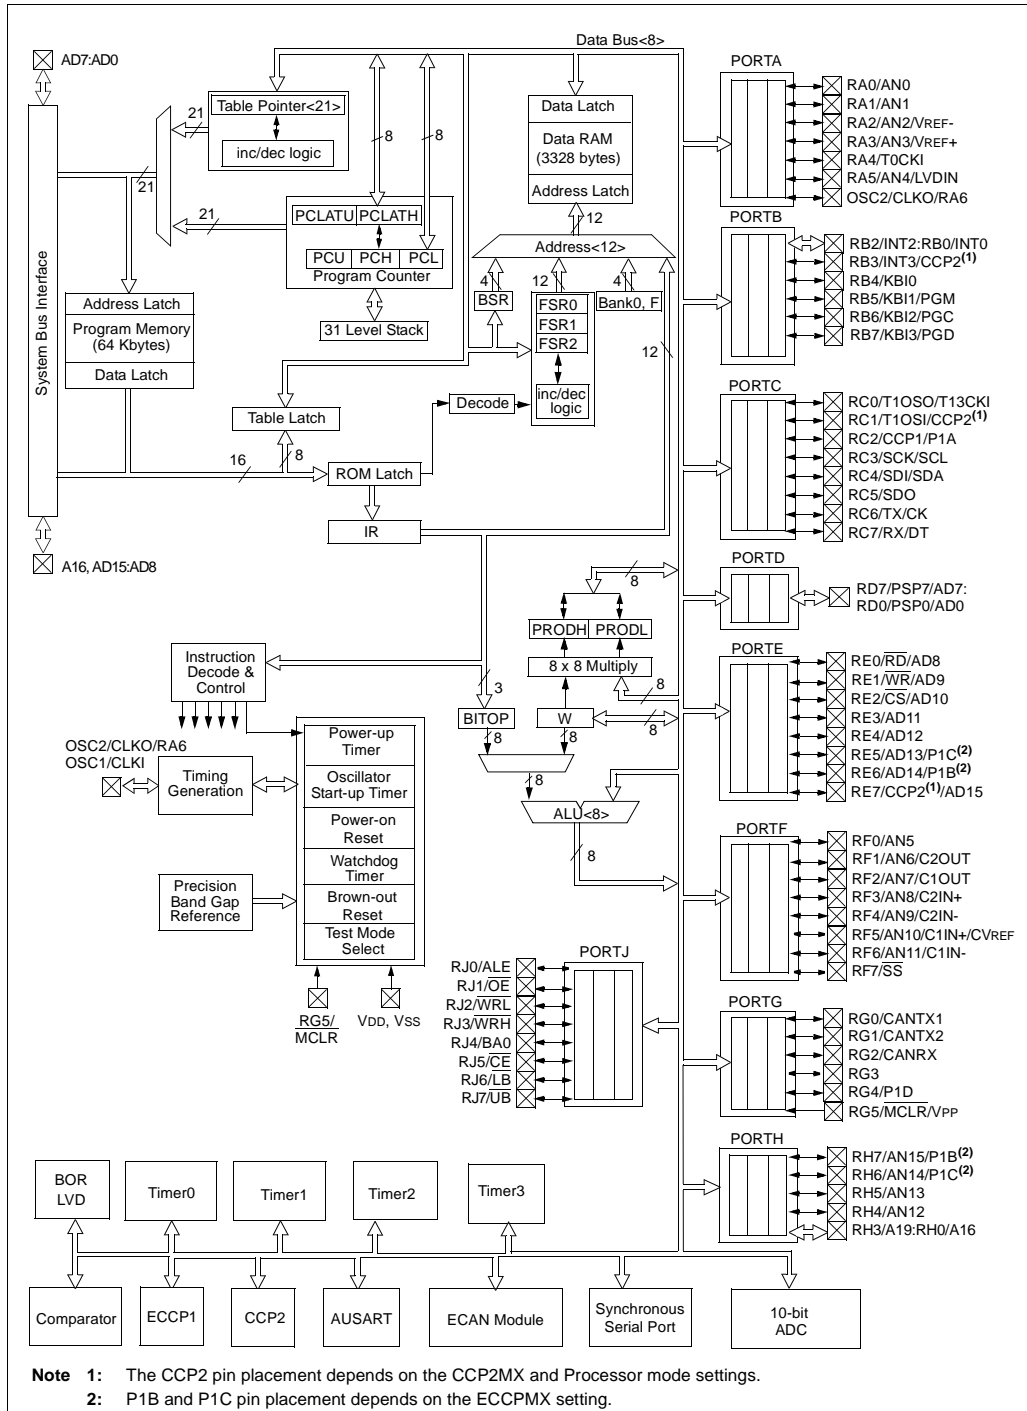 Data Bus<8>
AD7:AD0
System Bus Interface
A16, AD15:AD8
21
Table Pointer<21>
inc/dec logic
21
21
8
8
PCLATU PCLATH
PCU PCH PCL
Program Counter
31 Level Stack
Address Latch
Program Memory
(64 Kbytes)
Data Latch
Data Latch
Data RAM
(3328 bytes)
Address Latch
12
Address<12>
4
12
4
BSR
FSR0
FSR1
FSR2
inc/dec
logic
Bank0, F
12
Table Latch
Decode
16
8
ROM Latch
IR
8
PRODH PRODL
8 x 8 Multiply
8
3
BITOP
W
8
8
8
8
ALU<8>
8
Instruction
Decode &
Control
OSC2/CLKO/RA6
OSC1/CLKI
Timing
Generation
Precision
Band Gap
Reference
Power-up
Timer
Oscillator
Start-up Timer
Power-on
Reset
Watchdog
Timer
Brown-out
Reset
Test Mode
Select
RG5/
MCLR
VDD, VSS
PORTA
RA0/AN0
RA1/AN1
RA2/AN2/VREF-
RA3/AN3/VREF+
RA4/T0CKI
RA5/AN4/LVDIN
OSC2/CLKO/RA6
PORTB
RB2/INT2:RB0/INT0
RB3/INT3/CCP2(1)
RB4/KBI0
RB5/KBI1/PGM
RB6/KBI2/PGC
RB7/KBI3/PGD
PORTC
RC0/T1OSO/T13CKI
RC1/T1OSI/CCP2(1)
RC2/CCP1/P1A
RC3/SCK/SCL
RC4/SDI/SDA
RC5/SDO
RC6/TX/CK
RC7/RX/DT
PORTD
RD7/PSP7/AD7:
RD0/PSP0/AD0
PORTE
RE0/RD/AD8
RE1/WR/AD9
RE2/CS/AD10
RE3/AD11
RE4/AD12
RE5/AD13/P1C(2)
RE6/AD14/P1B(2)
RE7/CCP2(1)/AD15
PORTF
RF0/AN5
RF1/AN6/C2OUT
RF2/AN7/C1OUT
RF3/AN8/C2IN+
RF4/AN9/C2IN-
RF5/AN10/C1IN+/CVREF
RF6/AN11/C1IN-
RF7/SS
PORTJ
RJ0/ALE
RJ1/OE
RJ2/WRL
RJ3/WRH
RJ4/BA0
RJ5/CE
RJ6/LB
RJ7/UB
PORTG
RG0/CANTX1
RG1/CANTX2
RG2/CANRX
RG3
RG4/P1D
RG5/MCLR/VPP
PORTH
RH7/AN15/P1B(2)
RH6/AN14/P1C(2)
RH5/AN13
RH4/AN12
RH3/A19:RH0/A16
BOR
LVD
Timer0
Timer1
Timer2
Timer3
Comparator
ECCP1
CCP2
AUSART
ECAN Module
Synchronous
Serial Port
10-bit
ADC
Note 1: The CCP2 pin placement depends on the CCP2MX and Processor mode settings.
2: P1B and P1C pin placement depends on the ECCPMX setting.